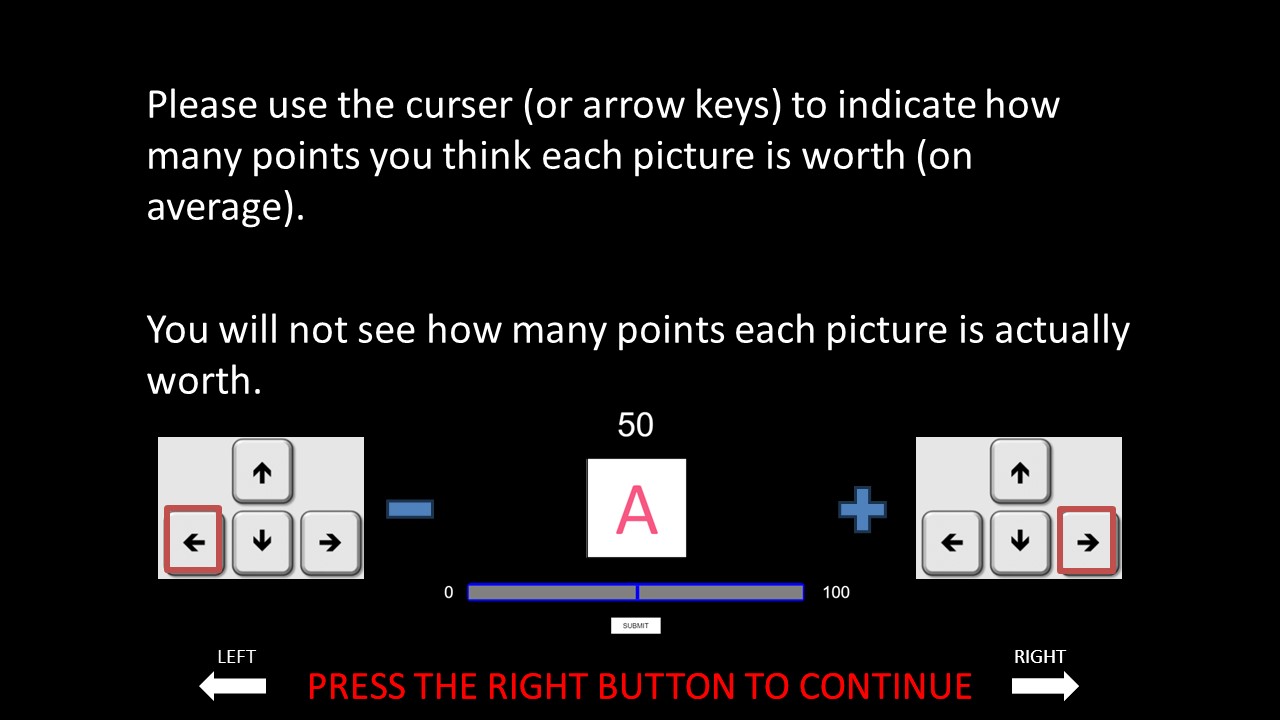 Please use the curser (or arrow keys) to indicate how
many points you think each picture is worth (on
average).
You will not see how many points each picture is actually
worth.
50
A
0
100
SUBMIT
LEFT
RIGHT
PRESS THE RIGHT BUTTON TO CONTINUE